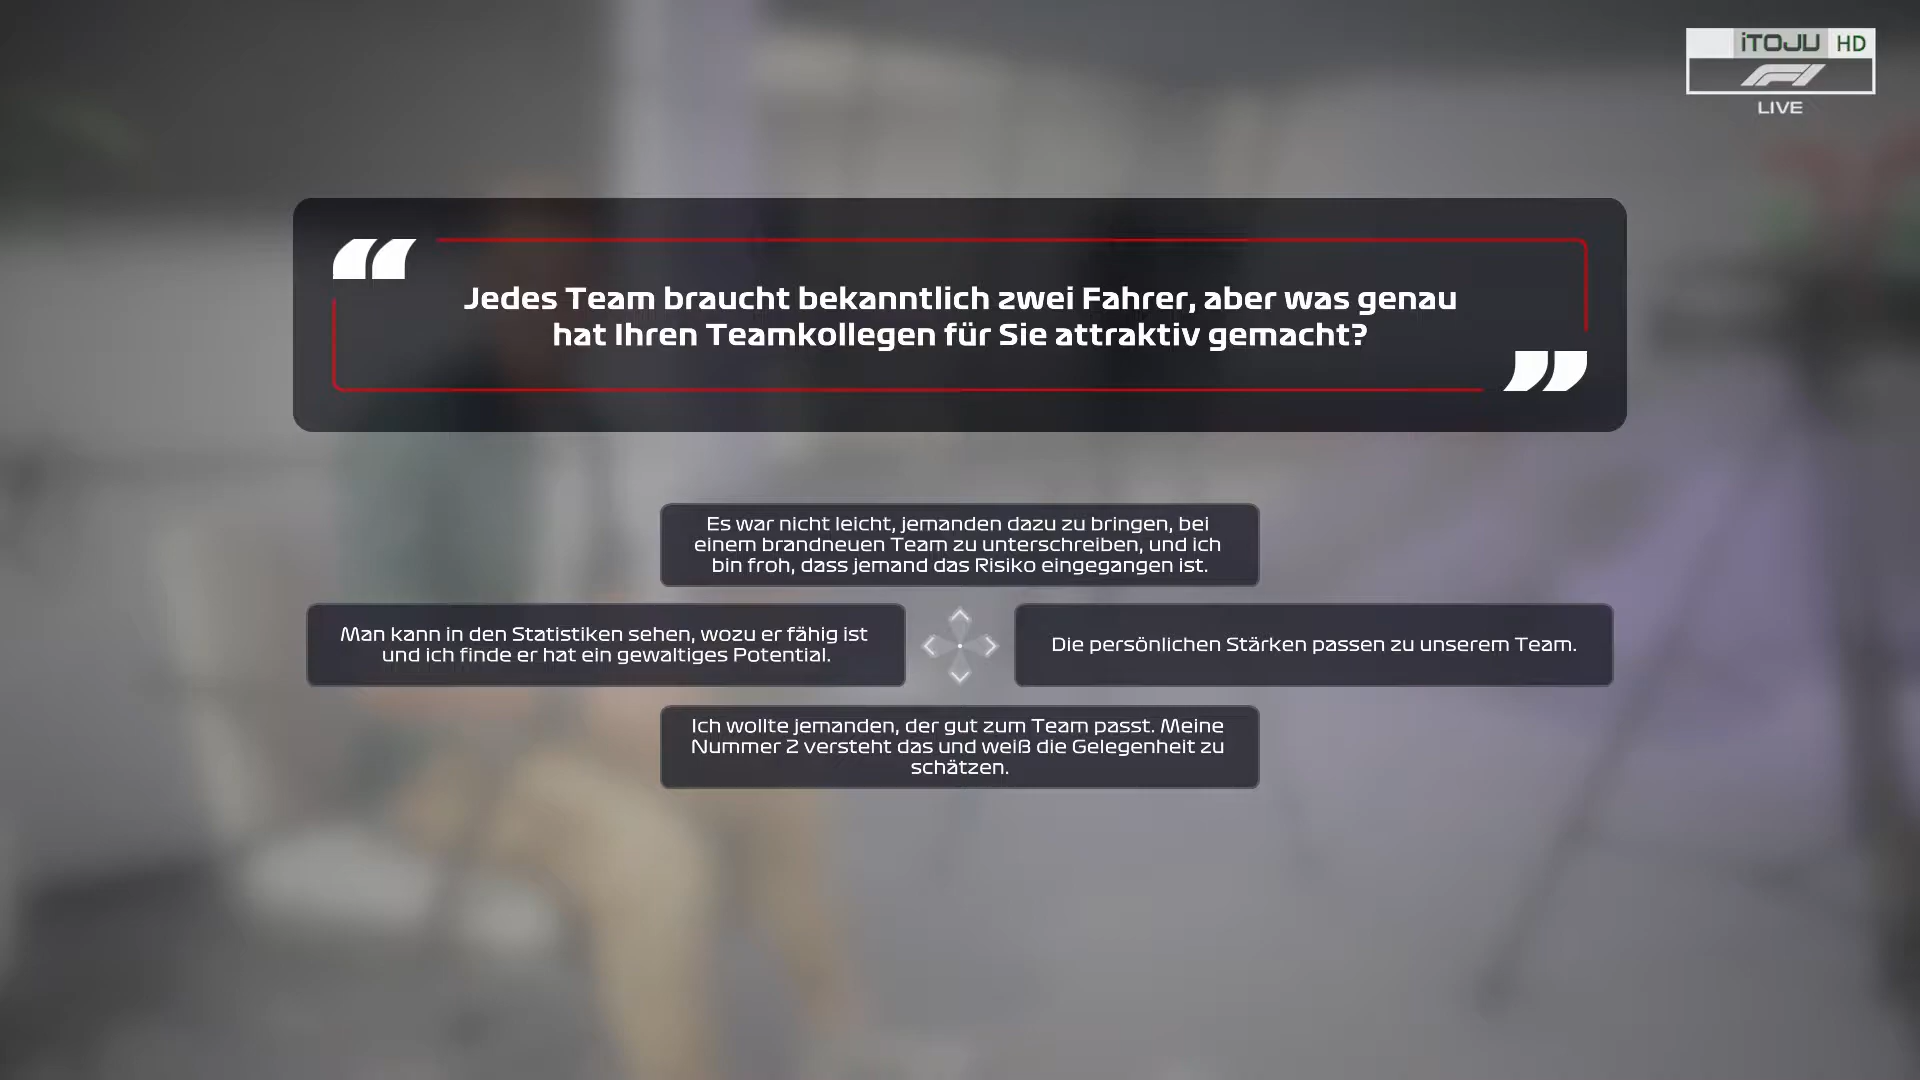 iTOJU HD
LIVE
Jedes Team braucht bekanntlich zwei Fahrer, aber was genau
hat Ihren Teamkollegen für Sie attraktiv gemacht?
Es war nicht leicht, jemanden dazu zu bringen, bei
einem brandneuen Team zu unterschreiben, und ich
bin froh, dass jemand das Risiko eingegangen ist.
Man kann in den Statistiken sehen, wozu er fähig ist
und ich finde er hat ein gewaltiges Potential.
Die persönlichen Stärken passen zu unserem Team.
Ich wollte jemanden, der gut zum Team passt. Meine
Nummer 2 versteht das und weiß die Gelegenheit zu
schätzen.